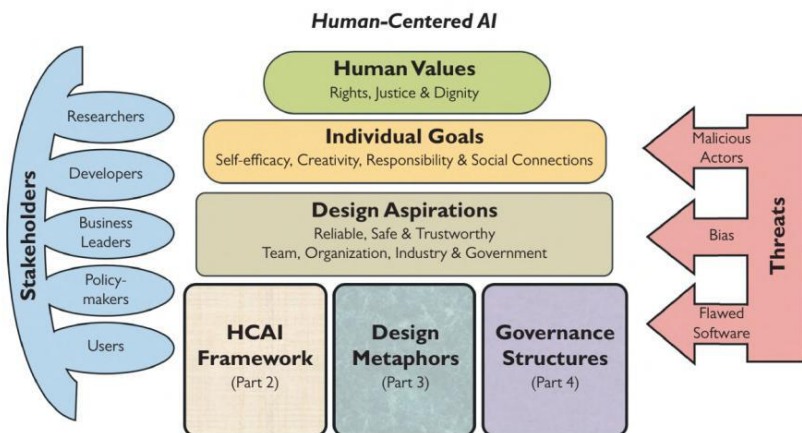 Human-Centered AI
Human Values
Rights, Justice & Dignity
Individual Goals
Self-efficacy, Creativity, Responsibility & Social Connections
Design Aspirations
Reliable, Safe & Trustworthy
Team, Organization, Industry & Government
HCAI
Framework
(Part 2)
Design
Metaphors
(Part 3)
Governance
Structures
(Part 4)
Stakeholders
Researchers
Developers
Business
Leaders
Policy-
makers
Users
Malicious
Actors
Bias
Flawed
Software
Threats